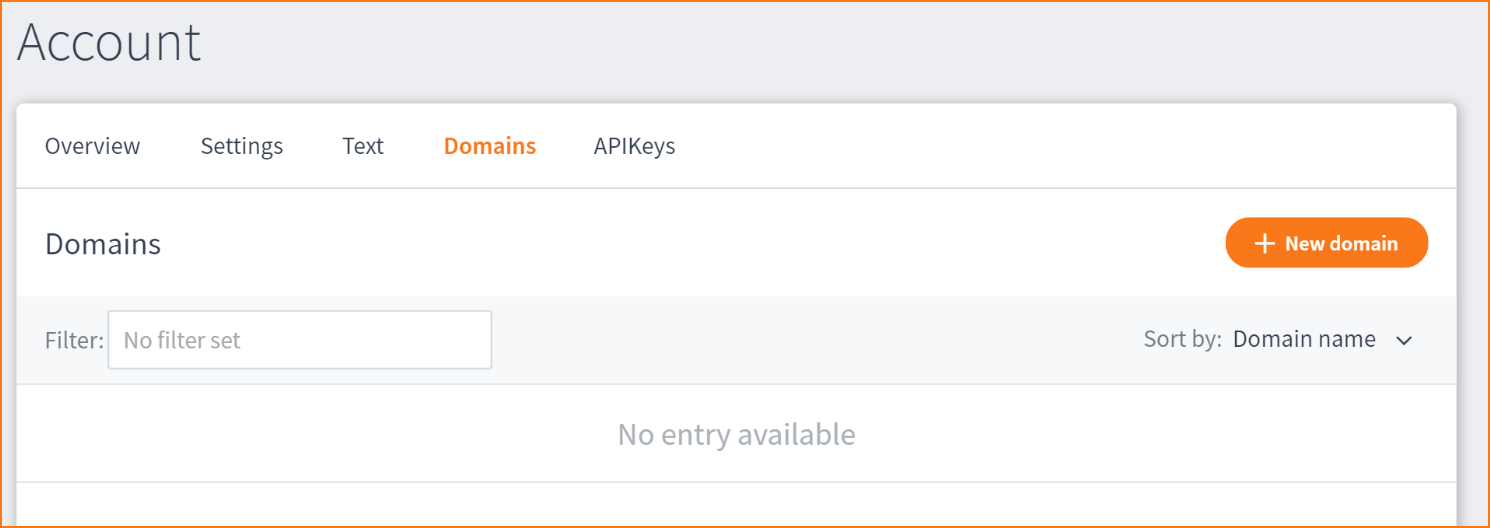 Account
Overview Settings Text Domains APIKeys
Domains
New domain
Filter: No filter set
Sort by: Domain name
No entry available